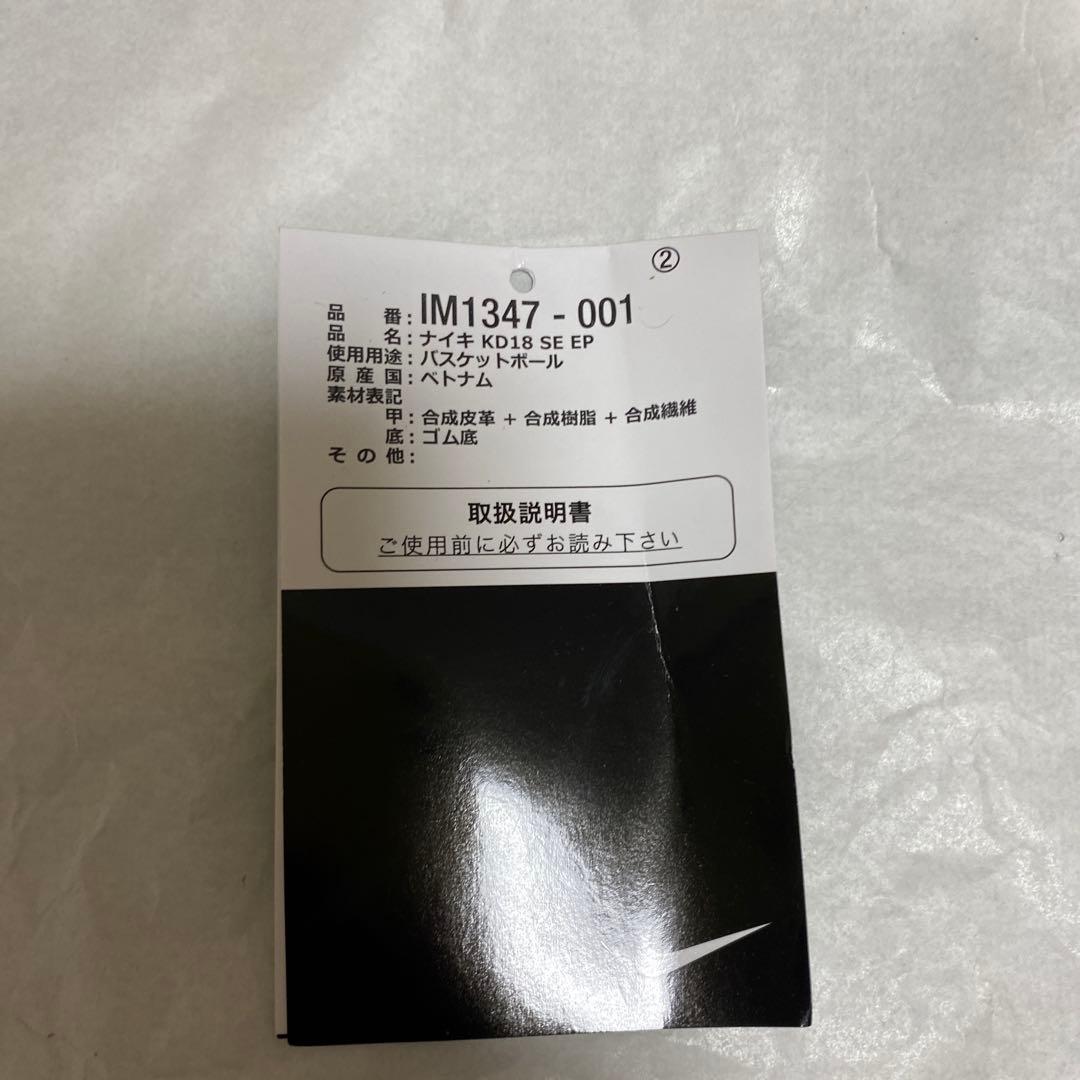 ②
品 番 : IM1347 - 001
品 名 : ナイキ KD18 SE EP
使用用途 : バスケットボール
原 産 国 : ベトナム
素材表記
甲 : 合成皮革 + 合成樹脂 + 合成繊維
底 : ゴム底
そ の 他 :
取扱説明書
ご使用前に必ずお読み下さい